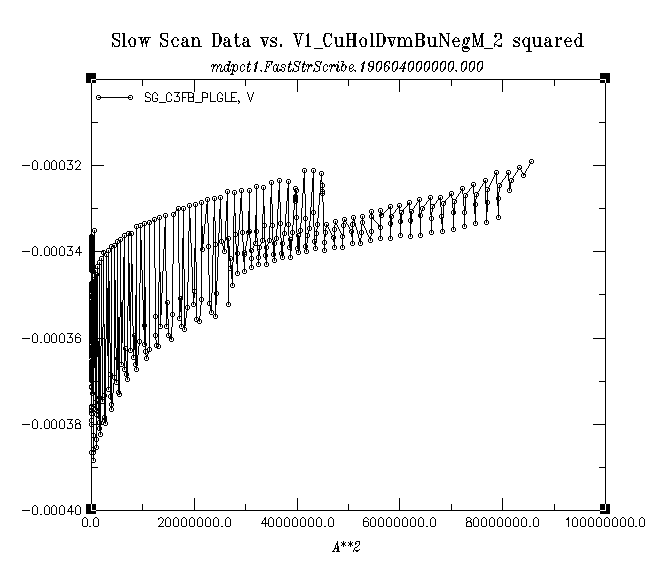 Slow Scan Data vs. V1_CuHolDvmBuNegM_2 squared
mdpct1.FastStrScribe.190604000000.000
SG_C3FB_PLGLE, V
-0.00032
-0.00034
-0.00036
-0.00038
-0.00040
0.0 20000000.0 40000000.0 60000000.0 80000000.0 100000000.0
A**2